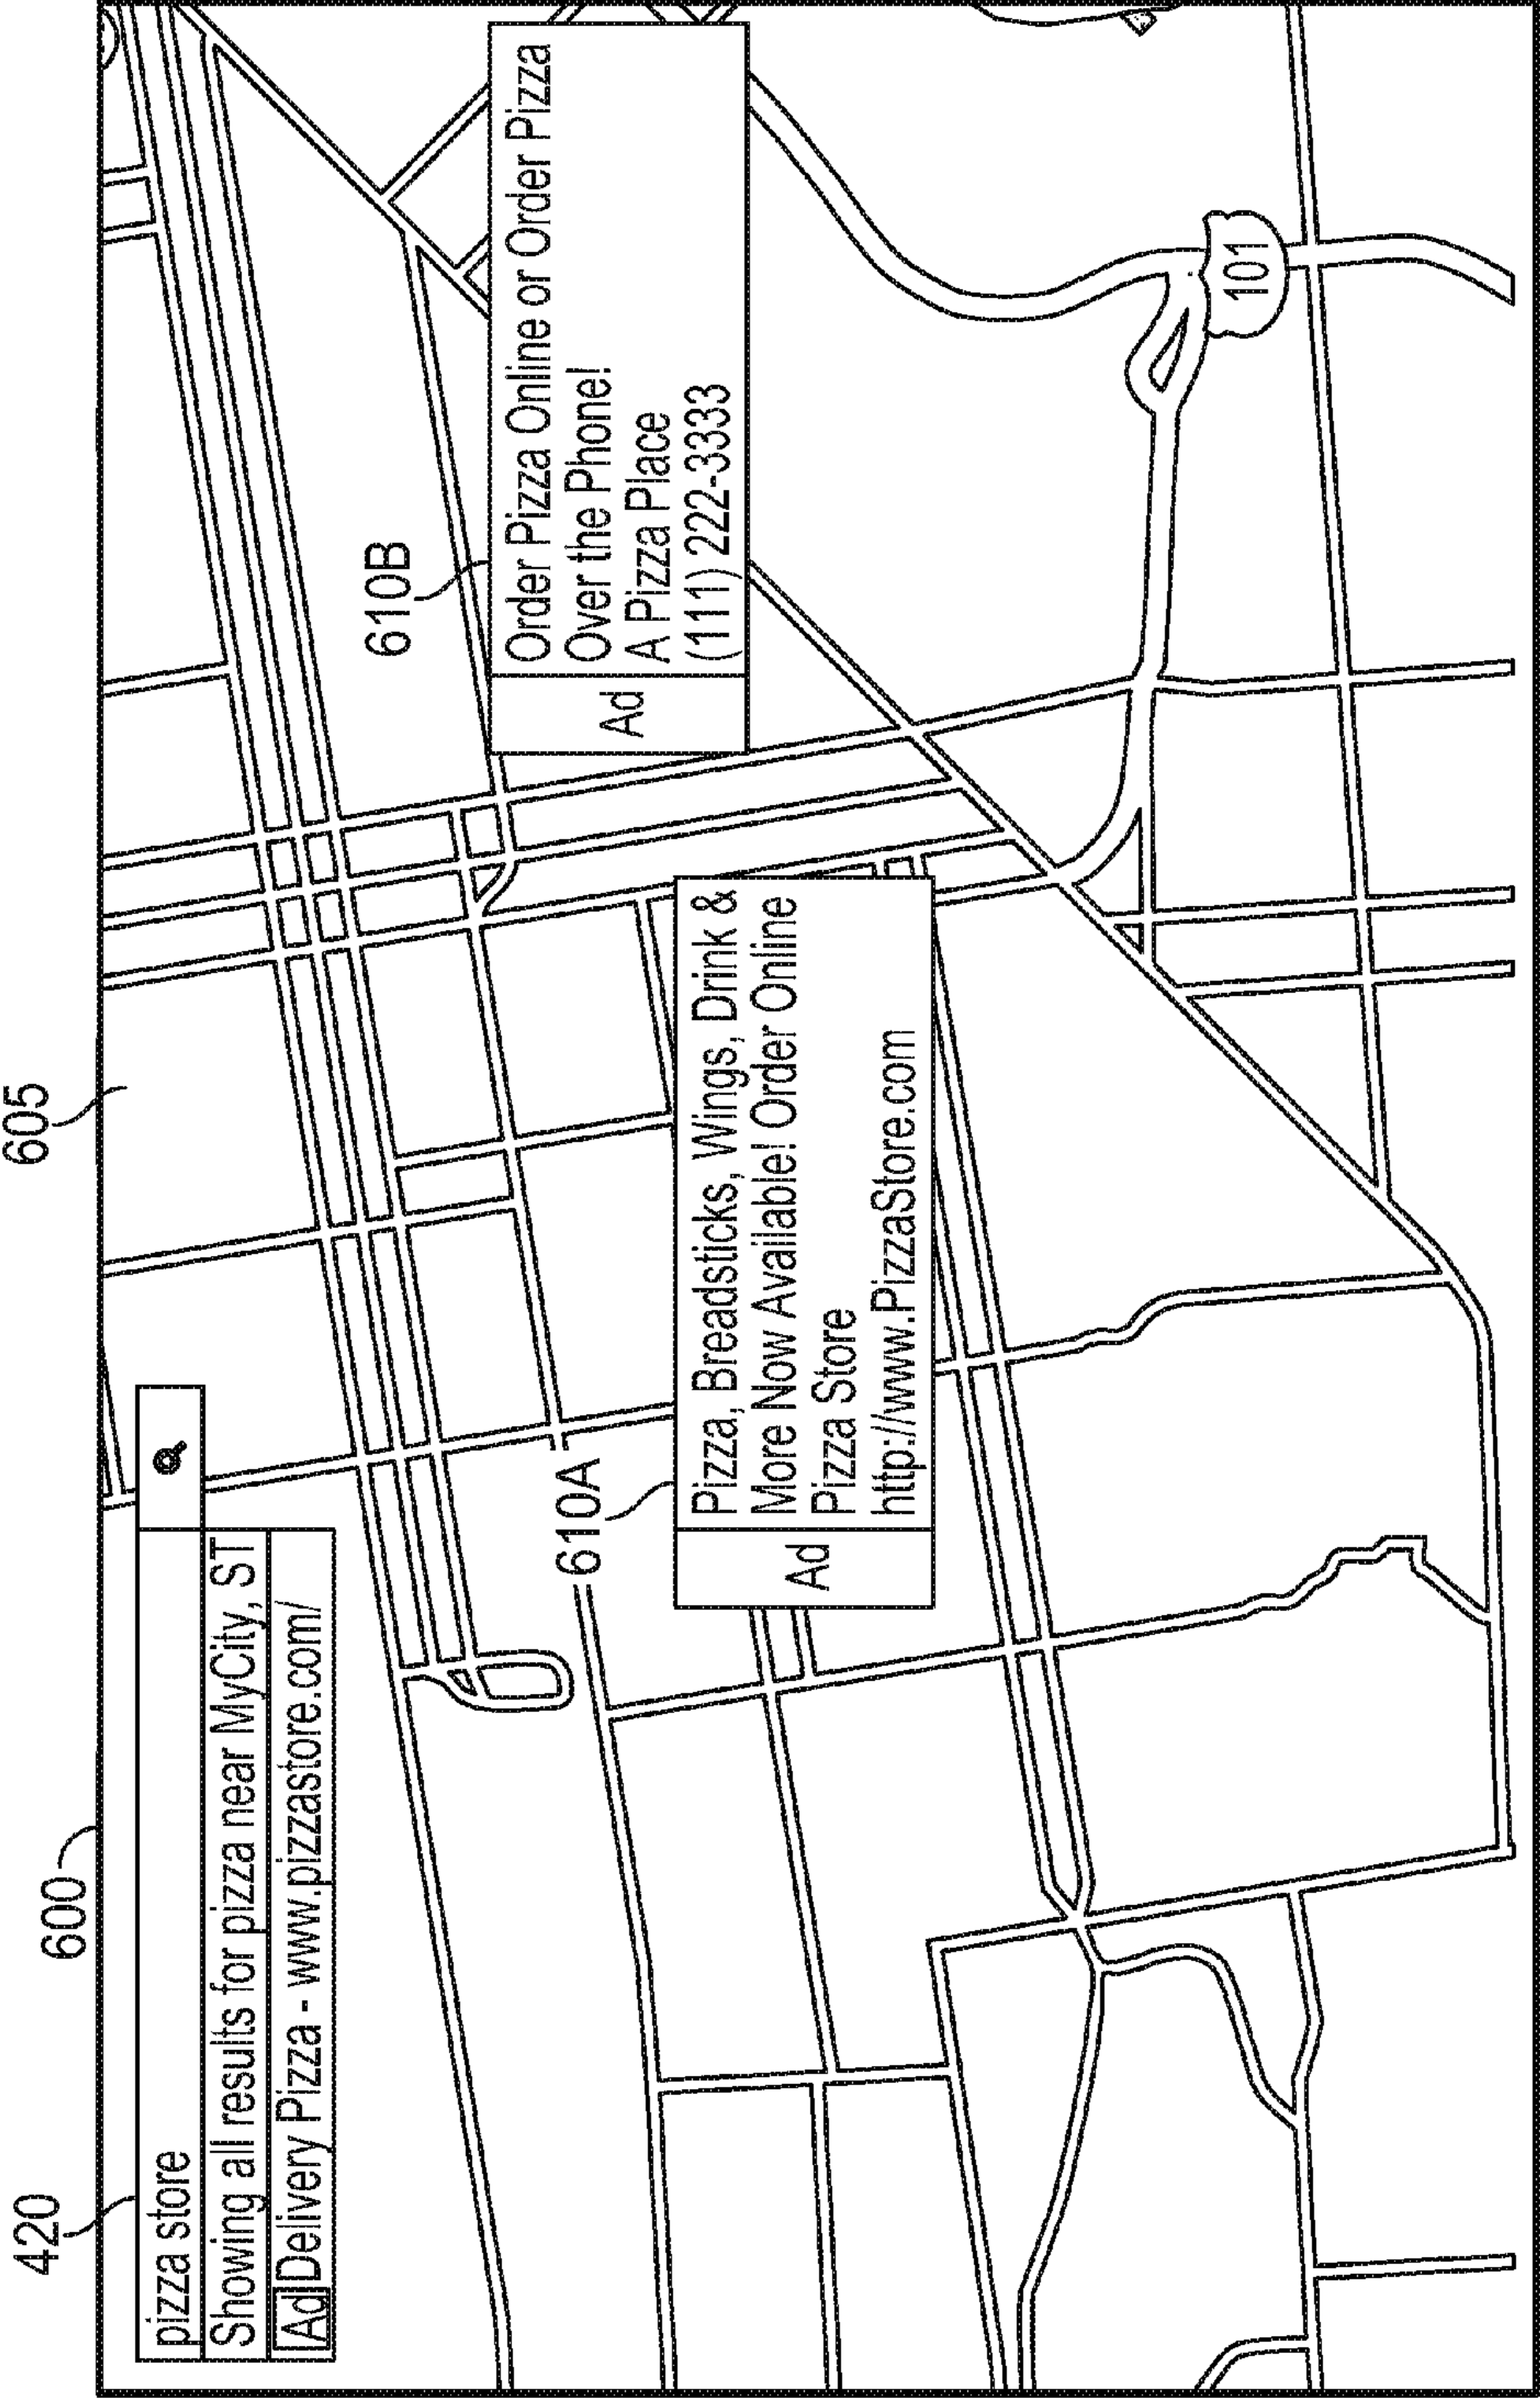 420
600
605
pizza store
Showing all results for pizza near MyCity, ST
Ad Delivery Pizza - www.pizzastore.com/
610B
Ad
Order Pizza Online or Order Pizza
Over the Phone!
A Pizza Place
(111) 222-3333
610A
Ad
Pizza, Breadsticks, Wings, Drink &
More Now Available! Order Online
Pizza Store
http://www.PizzaStore.com
101